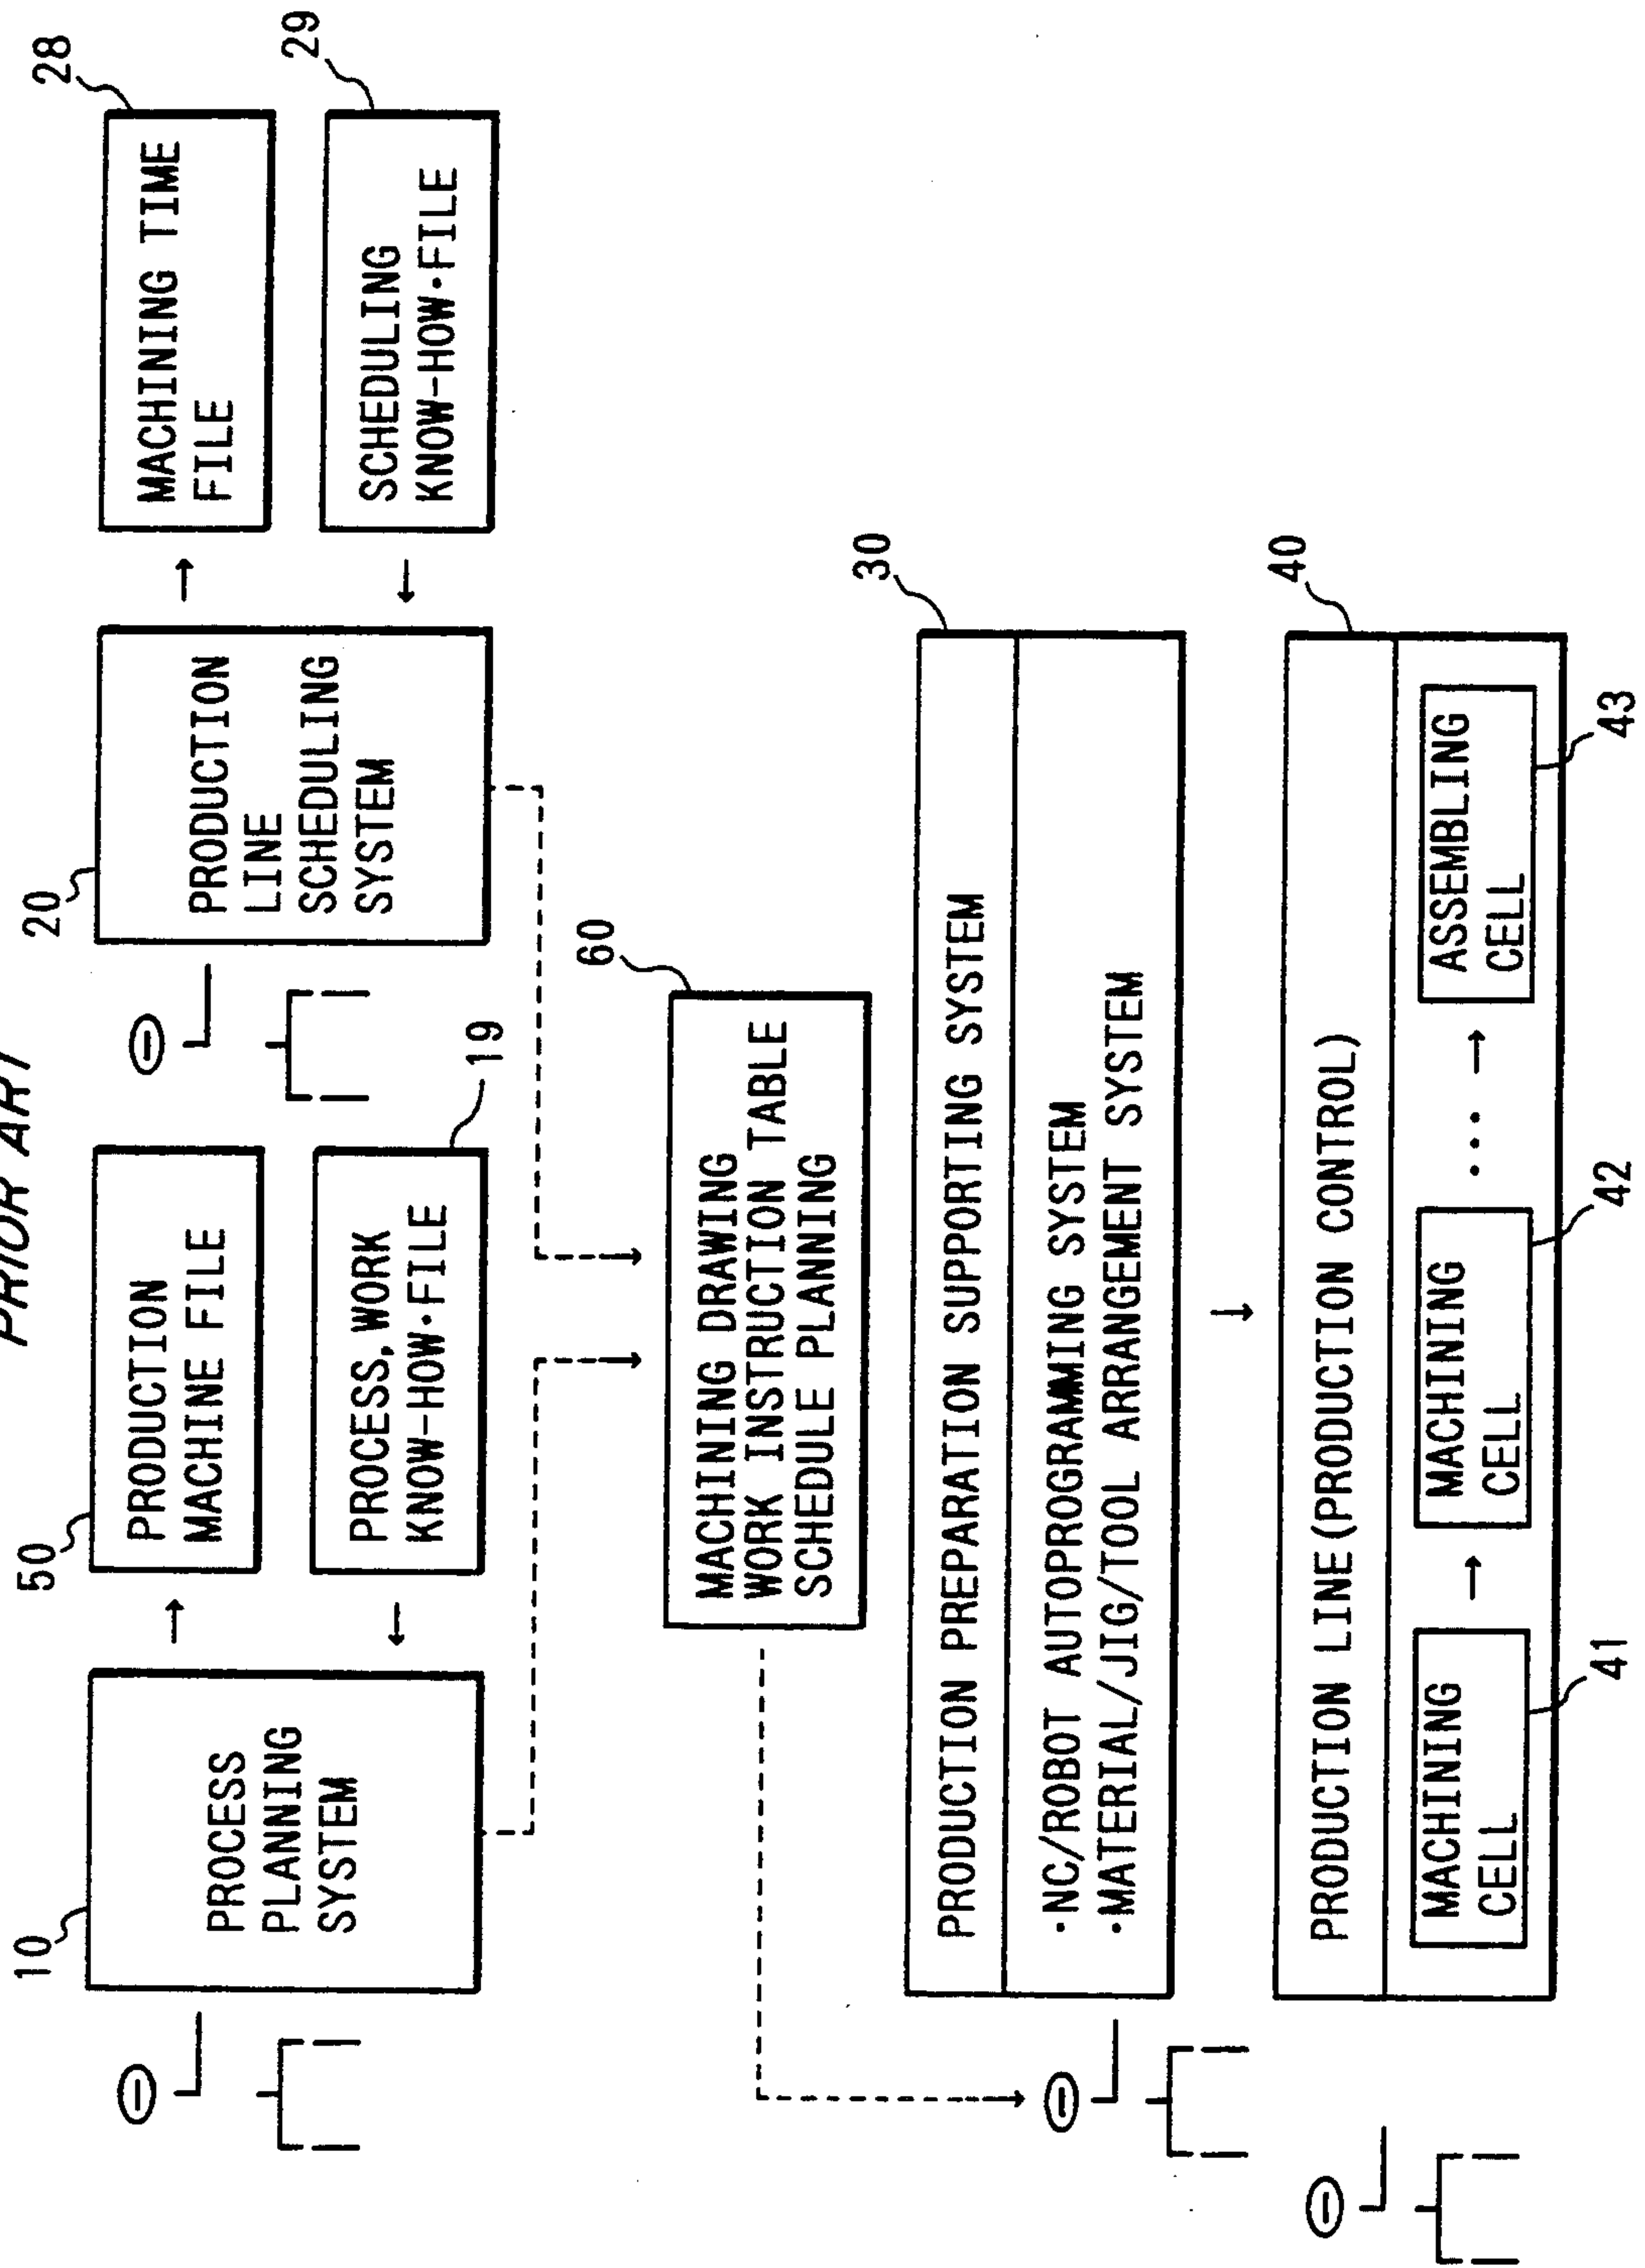 PRIOR ART
10
PROCESS
PLANNING
SYSTEM
50
PRODUCTION
MACHINE FILE
PROCESS, WORK
KNOW-HOW·FILE
19
20
PRODUCTION
LINE
SCHEDULING
SYSTEM
28
MACHINING TIME
FILE
29
SCHEDULING
KNOW-HOW·FILE
60
MACHINING DRAWING
WORK INSTRUCTION TABLE
SCHEDULE PLANNING
30
PRODUCTION PREPARATION SUPPORTING SYSTEM
·NC/ROBOT AUTOPROGRAMING SYSTEM
·MATERIAL/JIG/TOOL ARRANGEMENT SYSTEM
40
PRODUCTION LINE(PRODUCTION CONTROL)
MACHINING
CELL
41
MACHINING
CELL
42
...
ASSEMBLING
CELL
43